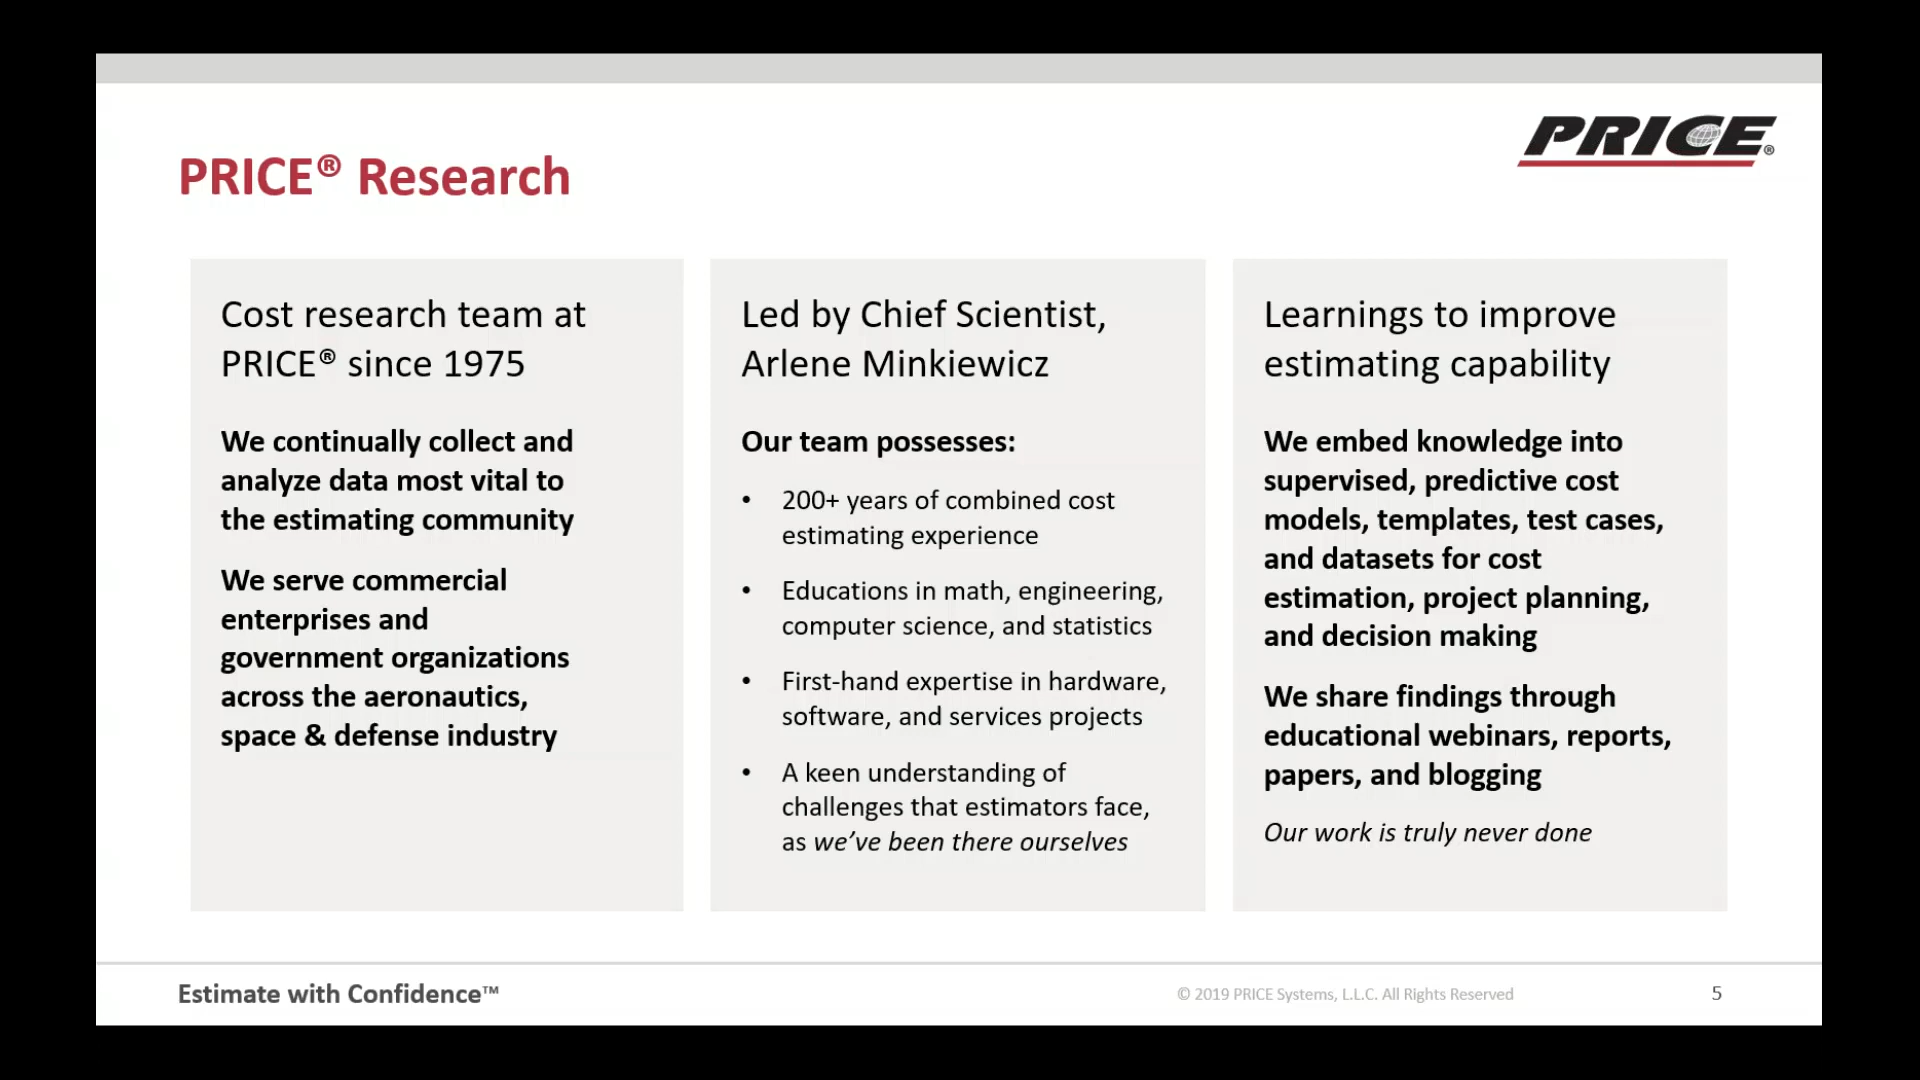 PRICE®
PRICE® Research
Cost research team at
PRICE® since 1975
We continually collect and
analyze data most vital to
the estimating community
We serve commercial
enterprises and
government organizations
across the aeronautics,
space & defense industry
Led by Chief Scientist,
Arlene Minkiewicz
Our team possesses:
• 200+ years of combined cost
estimating experience
• Educations in math, engineering,
computer science, and statistics
• First-hand expertise in hardware,
software, and services projects
• A keen understanding of
challenges that estimators face,
as we’ve been there ourselves
Learnings to improve
estimating capability
We embed knowledge into
supervised, predictive cost
models, templates, test cases,
and datasets for cost
estimation, project planning,
and decision making
We share findings through
educational webinars, reports,
papers, and blogging
Our work is truly never done
Estimate with Confidence™
© 2019 PRICE Systems, L.L.C. All Rights Reserved
5